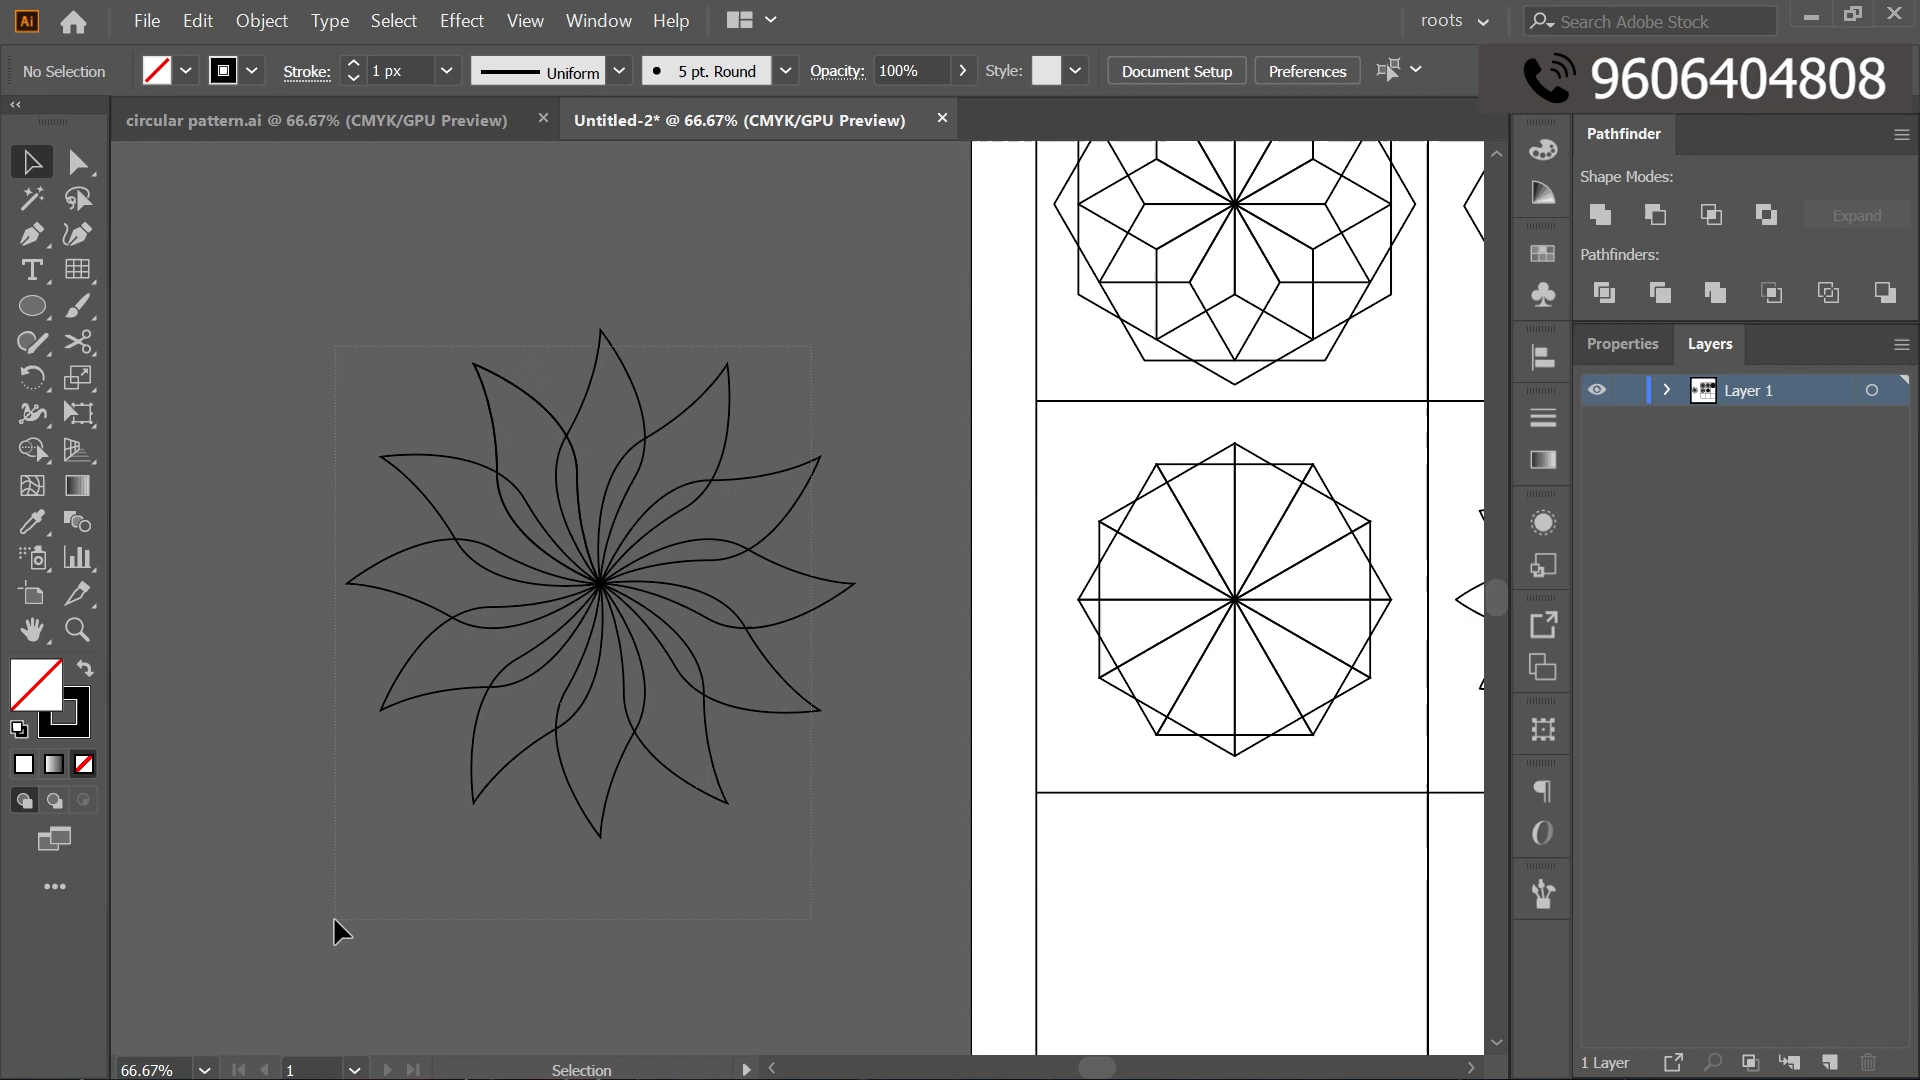 Ai File Edit Object Type Select Effect View Window Help roots Search Adobe Stock
No Selection Stroke: 1 px Uniform 5 pt. Round Opacity: 100% Style: Document Setup Preferences 9606404808
circular pattern.ai @ 66.67% (CMYK/GPU Preview) Untitled-2* @ 66.67% (CMYK/GPU Preview)
Pathfinder
Shape Modes:
Expand
Pathfinders:
Properties Layers
Layer 1
66.67% 1 Selection
1 Layer